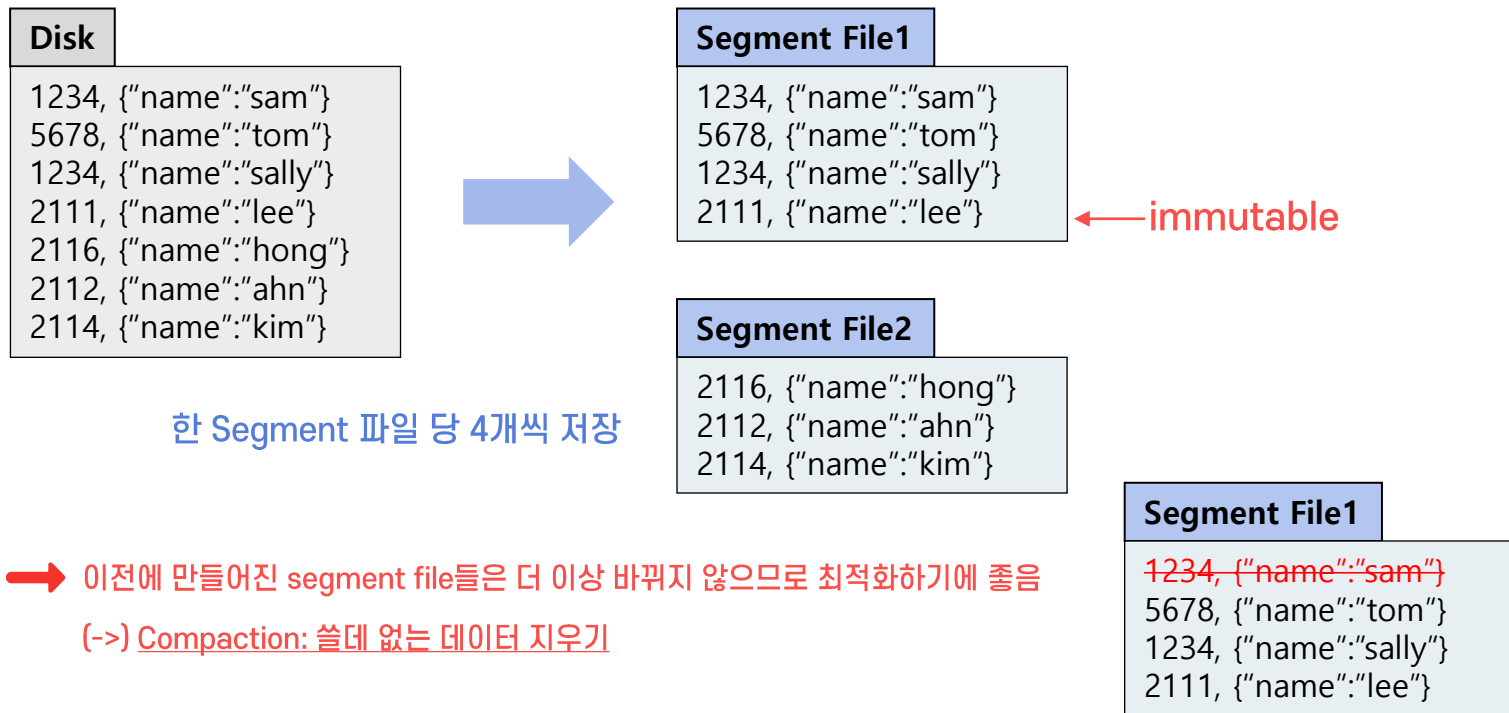 Disk
1234, {“name”:”sam”}
5678, {“name”:”tom”}
1234, {“name”:”sally”}
2111, {“name”:”lee”}
2116, {“name”:”hong”}
2112, {“name”:”ahn”}
2114, {“name”:”kim”}
Segment File1
1234, {“name”:”sam”}
5678, {“name”:”tom”}
1234, {“name”:”sally”}
2111, {“name”:”lee”}
immutable
Segment File2
2116, {“name”:”hong”}
2112, {“name”:”ahn”}
2114, {“name”:”kim”}
한 Segment 파일 당 4개씩 저장
이전에 만들어진 segment file들은 더 이상 바뀌지 않으므로 최적화하기에 좋음
(->) Compaction: 쓸데 없는 데이터 지우기
Segment File1
1234, {“name”:”sam”}
5678, {“name”:”tom”}
1234, {“name”:”sally”}
2111, {“name”:”lee”}